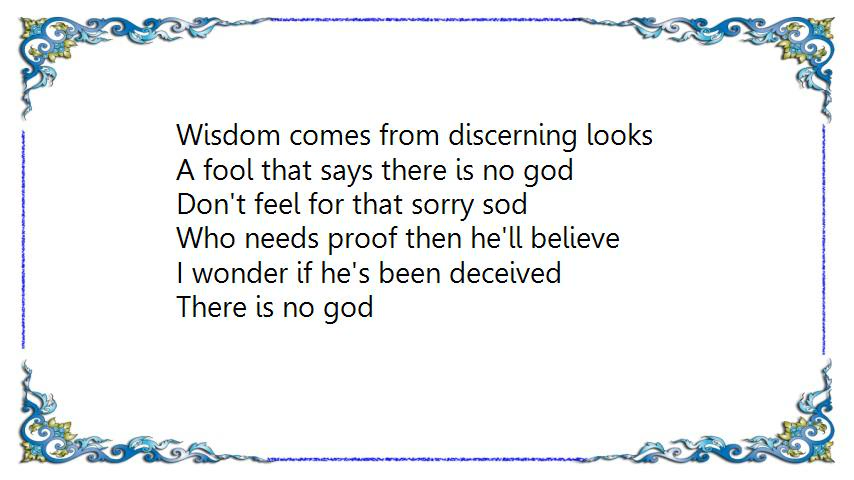 Wisdom comes from discerning looks
A fool that says there is no god
Don't feel for that sorry sod
Who needs proof then he'll believe
I wonder if he's been deceived
There is no god